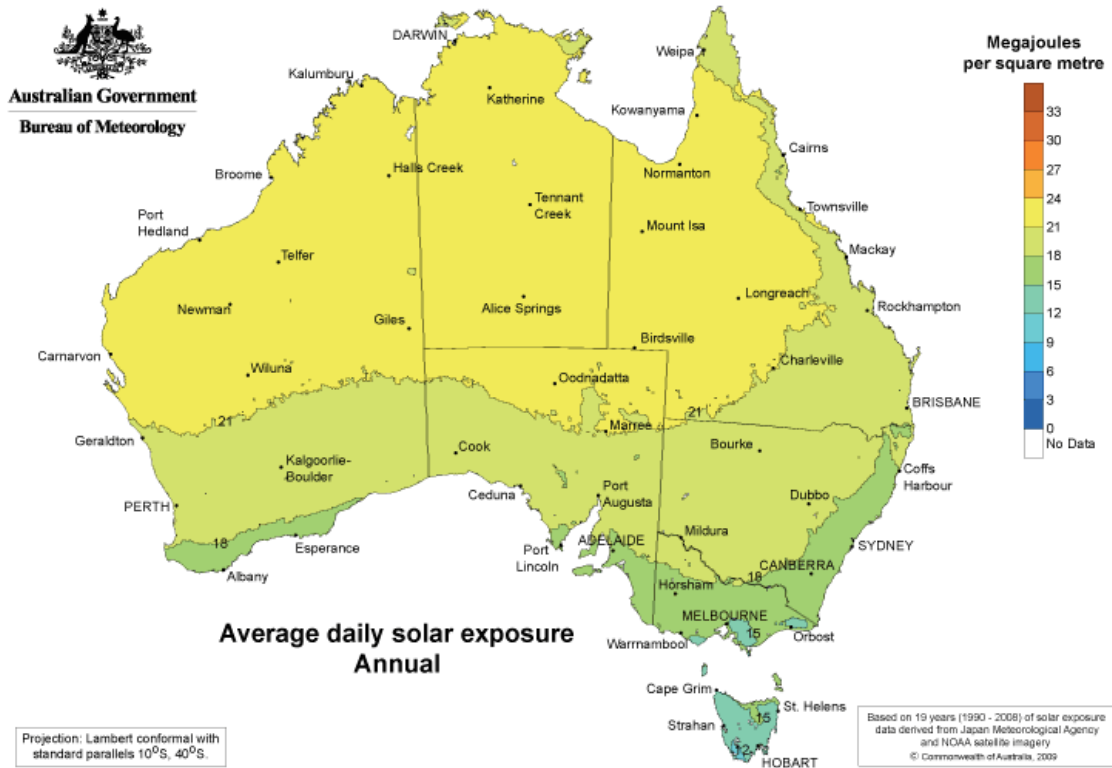 Australian Government
Bureau of Meteorology
DARWIN
Kalumburu
Katherine
Weipa
Kowanyama
Cairns
Broome
Halls Creek
Normanton
Tennant
Creek
Townsville
Port
Hedland
Mount Isa
Mackay
Telfer
Newman
Alice Springs
Longreach
Rockhampton
Giles
Birdsville
Carnarvon
Charleville
Wiluna
Oodnadatta
21
21
BRISBANE
Marree
Geraldton
Cook
Bourke
Kalgoorlie-
Boulder
Coffs
Harbour
Ceduna
Port
Augusta
Dubbo
PERTH
Mildura
18
Esperance
Port
Lincoln
ADELAIDE
SYDNEY
Albany
18
CANBERRA
Horsham
MELBOURNE
15
Orbost
Warrnambool
Cape Grim
St. Helens
15
Strahan
12
HOBART
Average daily solar exposure
Annual
Megajoules
per square metre
33
30
27
24
21
18
15
12
9
6
3
0
No Data
Projection: Lambert conformal with
standard parallels 10°S, 40°S.
Based on 19 years (1990 - 2008) of solar exposure
data derived from Japan Meteorological Agency
and NOAA satellite imagery
© Commonwealth of Australia, 2009